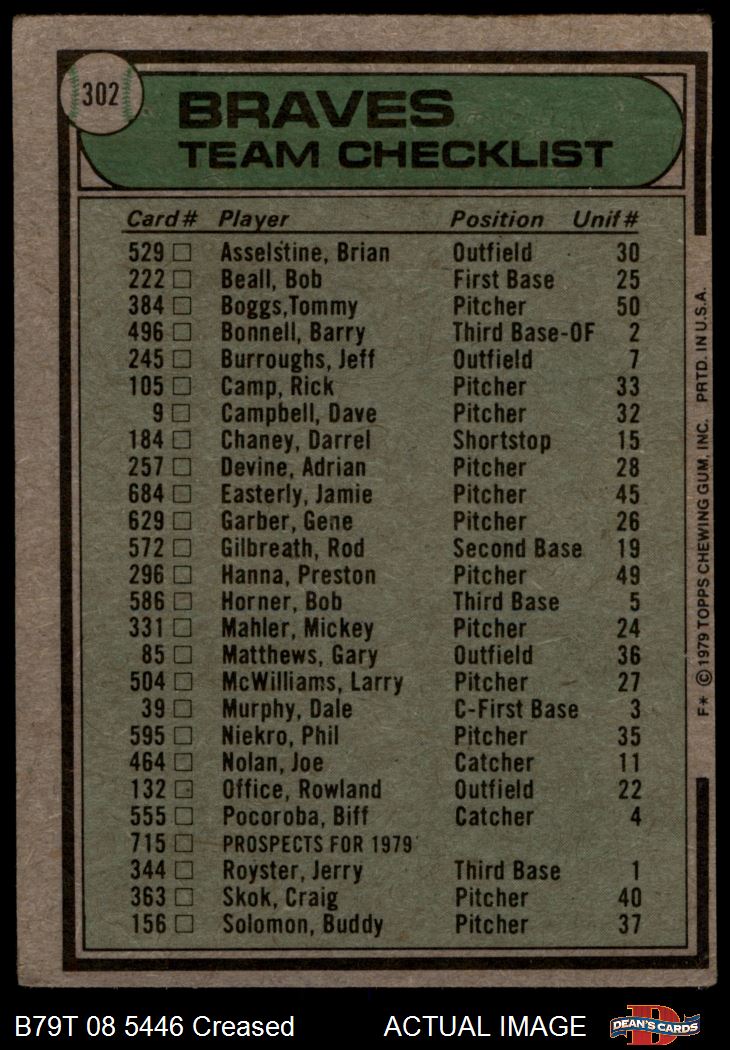 302
BRAVES
TEAM CHECKLIST
Card# Player Position Unif#
529 Asselstine, Brian Outfield 30
222 Beall, Bob First Base 25
384 Boggs,Tommy Pitcher 50
496 Bonnell, Barry Third Base-OF 2
245 Burroughs, Jeff Outfield 7
105 Camp, Rick Pitcher 33
9 Campbell, Dave Pitcher 32
184 Chaney, Darrel Shortstop 15
257 Devine, Adrian Pitcher 28
684 Easterly, Jamie Pitcher 45
629 Garber, Gene Pitcher 26
572 Gilbreath, Rod Second Base 19
296 Hanna, Preston Pitcher 49
586 Horner, Bob Third Base 5
331 Mahler, Mickey Pitcher 24
85 Matthews, Gary Outfield 36
504 McWilliams, Larry Pitcher 27
39 Murphy, Dale C-First Base 3
595 Niekro, Phil Pitcher 35
464 Nolan, Joe Catcher 11
132 Office, Rowland Outfield 22
555 Pocoroba, Biff Catcher 4
715 PROSPECTS FOR 1979
344 Royster, Jerry Third Base 1
363 Skok, Craig Pitcher 40
156 Solomon, Buddy Pitcher 37
F* © 1979 TOPPS CHEWING GUM, INC. PRTD. IN U.S.A.
B79T 08 5446 Creased ACTUAL IMAGE
DEAN'S CARDS